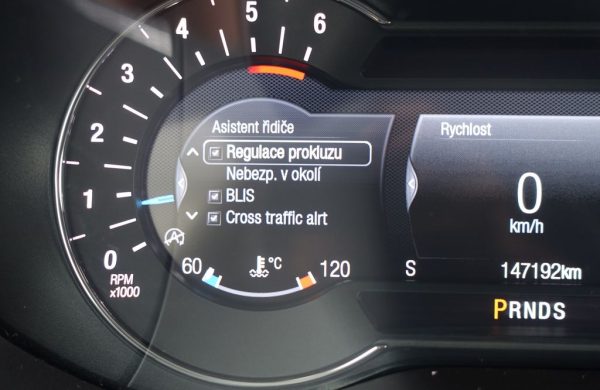 5
6
4
3
2
1
0
RPM
x1000
Asistent řidiče
Regulace prokluzu
Nebezp. v okolí
BLIS
Cross traffic alrt
60 °C 120
Rychlost
0
km/h
S 147192km
PRNDS